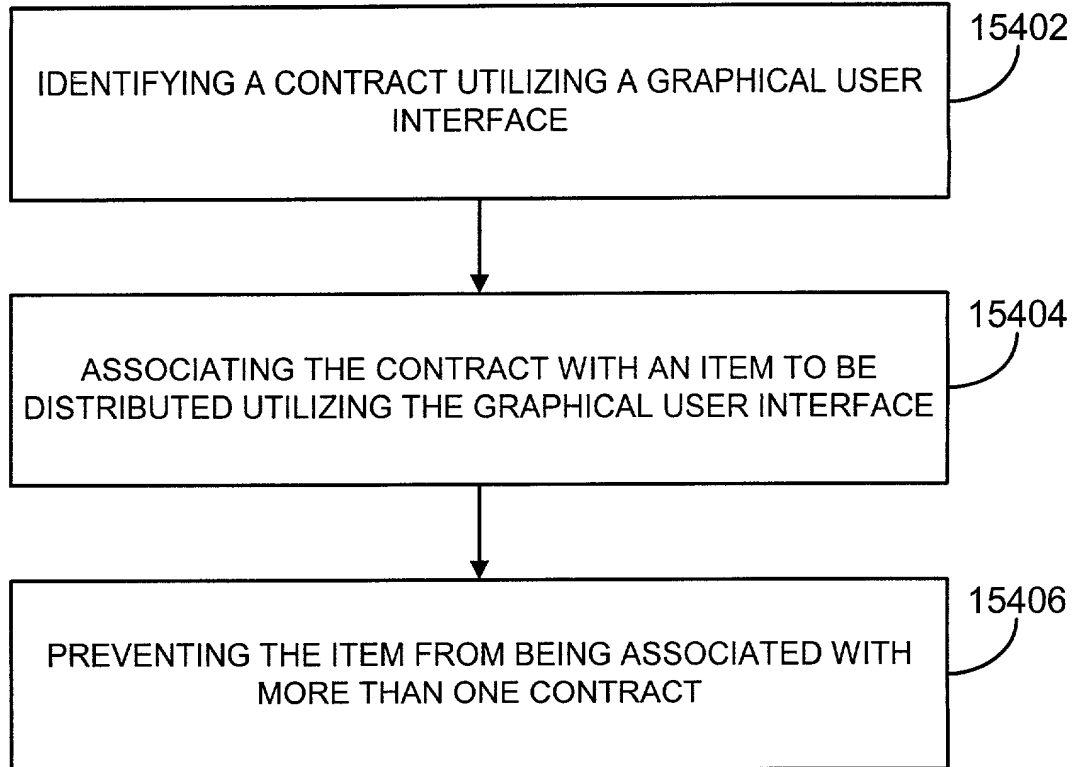 15402
IDENTIFYING A CONTRACT UTILIZING A GRAPHICAL USER
INTERFACE
15404
ASSOCIATING THE CONTRACT WITH AN ITEM TO BE
DISTRIBUTED UTILIZING THE GRAPHICAL USER INTERFACE
15406
PREVENTING THE ITEM FROM BEING ASSOCIATED WITH
MORE THAN ONE CONTRACT